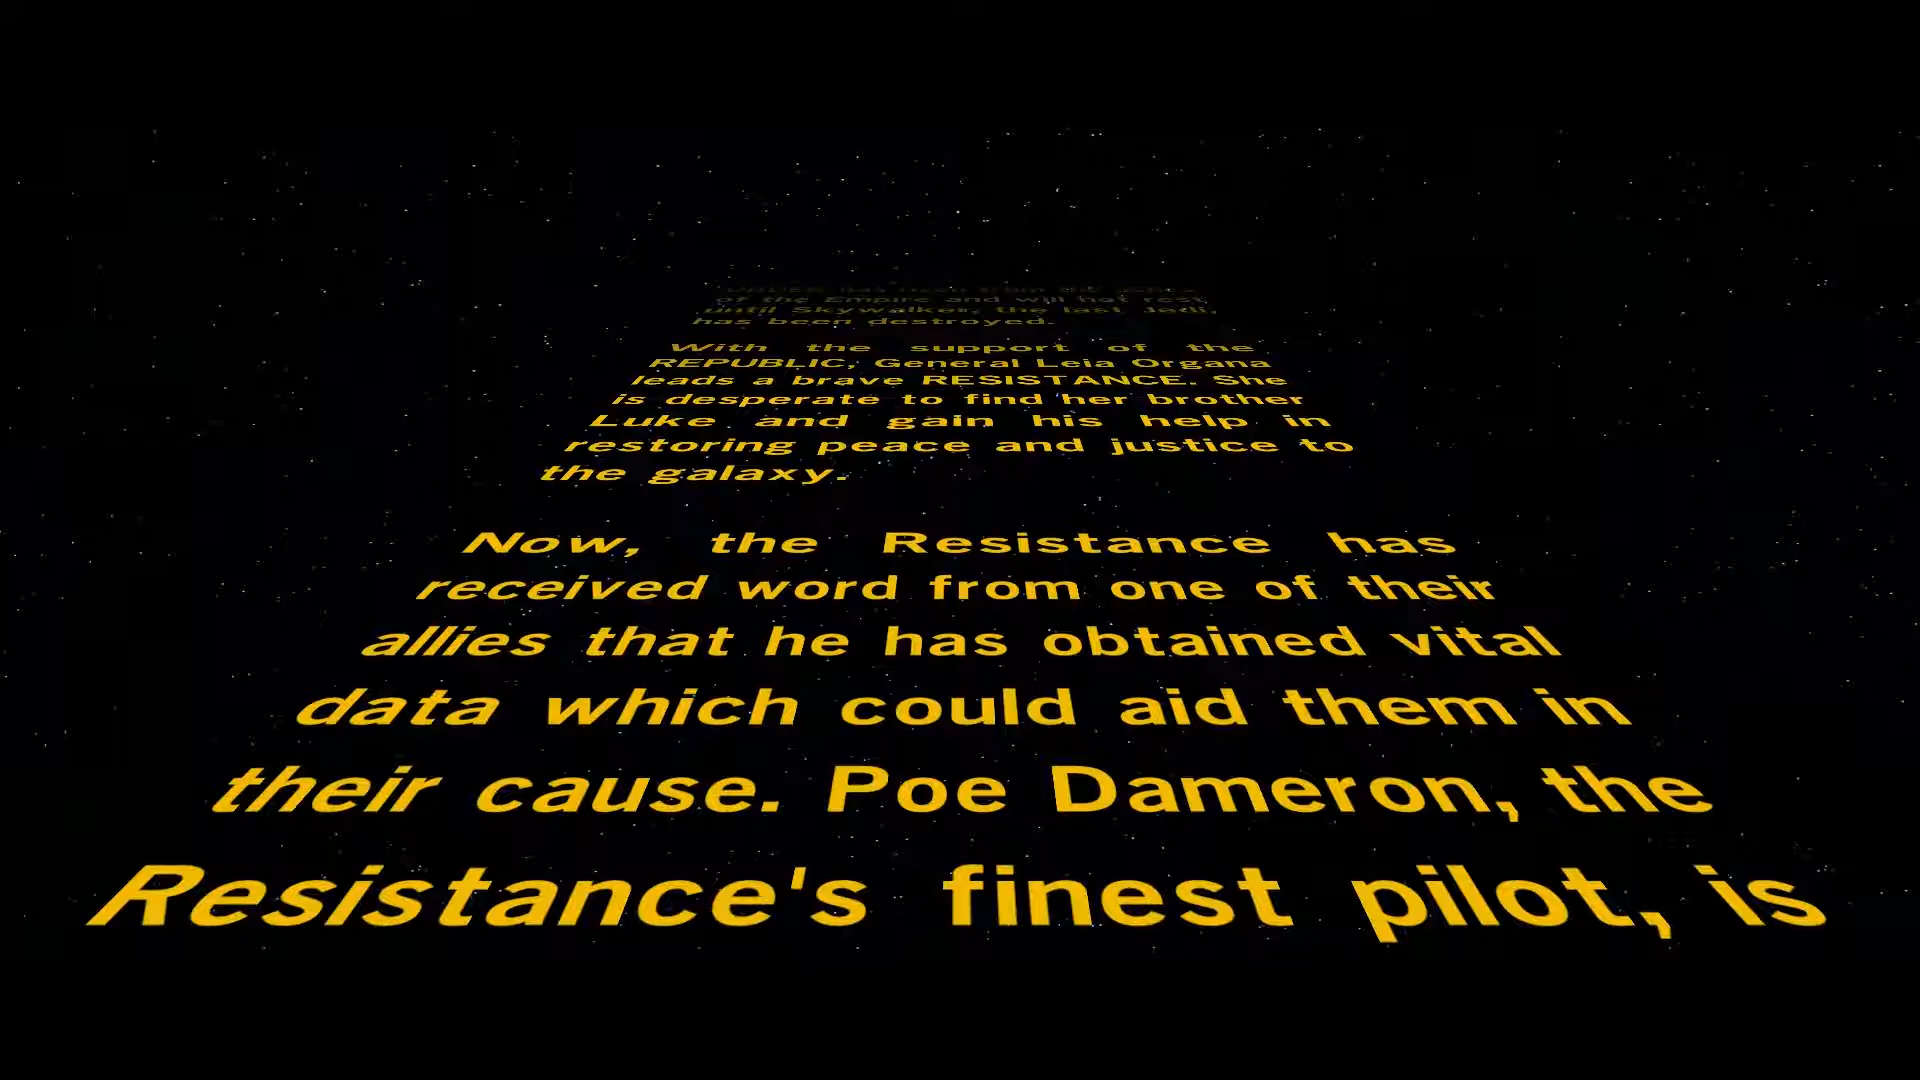 of the Empire and will not rest
until Skywalker, the last Jedi,
has been destroyed.
With the support of the
REPUBLIC, General Leia Organa
leads a brave RESISTANCE. She
is desperate to find her brother
Luke and gain his help in
restoring peace and justice to
the galaxy.
Now, the Resistance has
received word from one of their
allies that he has obtained vital
data which could aid them in
their cause. Poe Dameron, the
Resistance's finest pilot, is